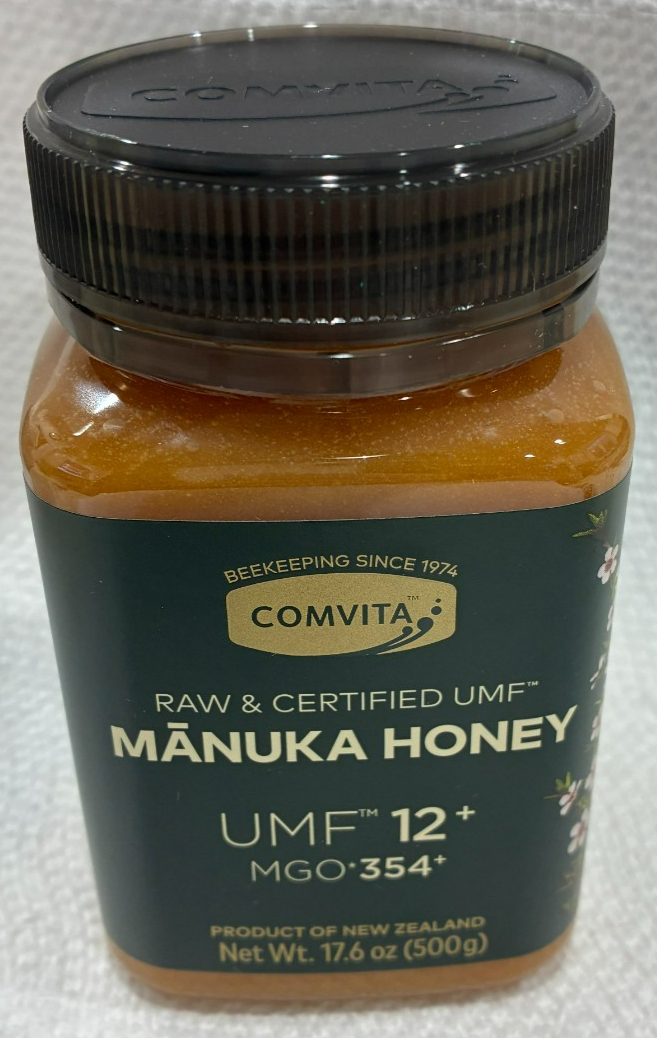 COMVITA
BEEKEEPING SINCE 1974
COMVITA™
RAW & CERTIFIED UMF™
MĀNUKA HONEY
UMF™ 12+
MGO•354+
PRODUCT OF NEW ZEALAND
Net Wt. 17.6 oz (500g)